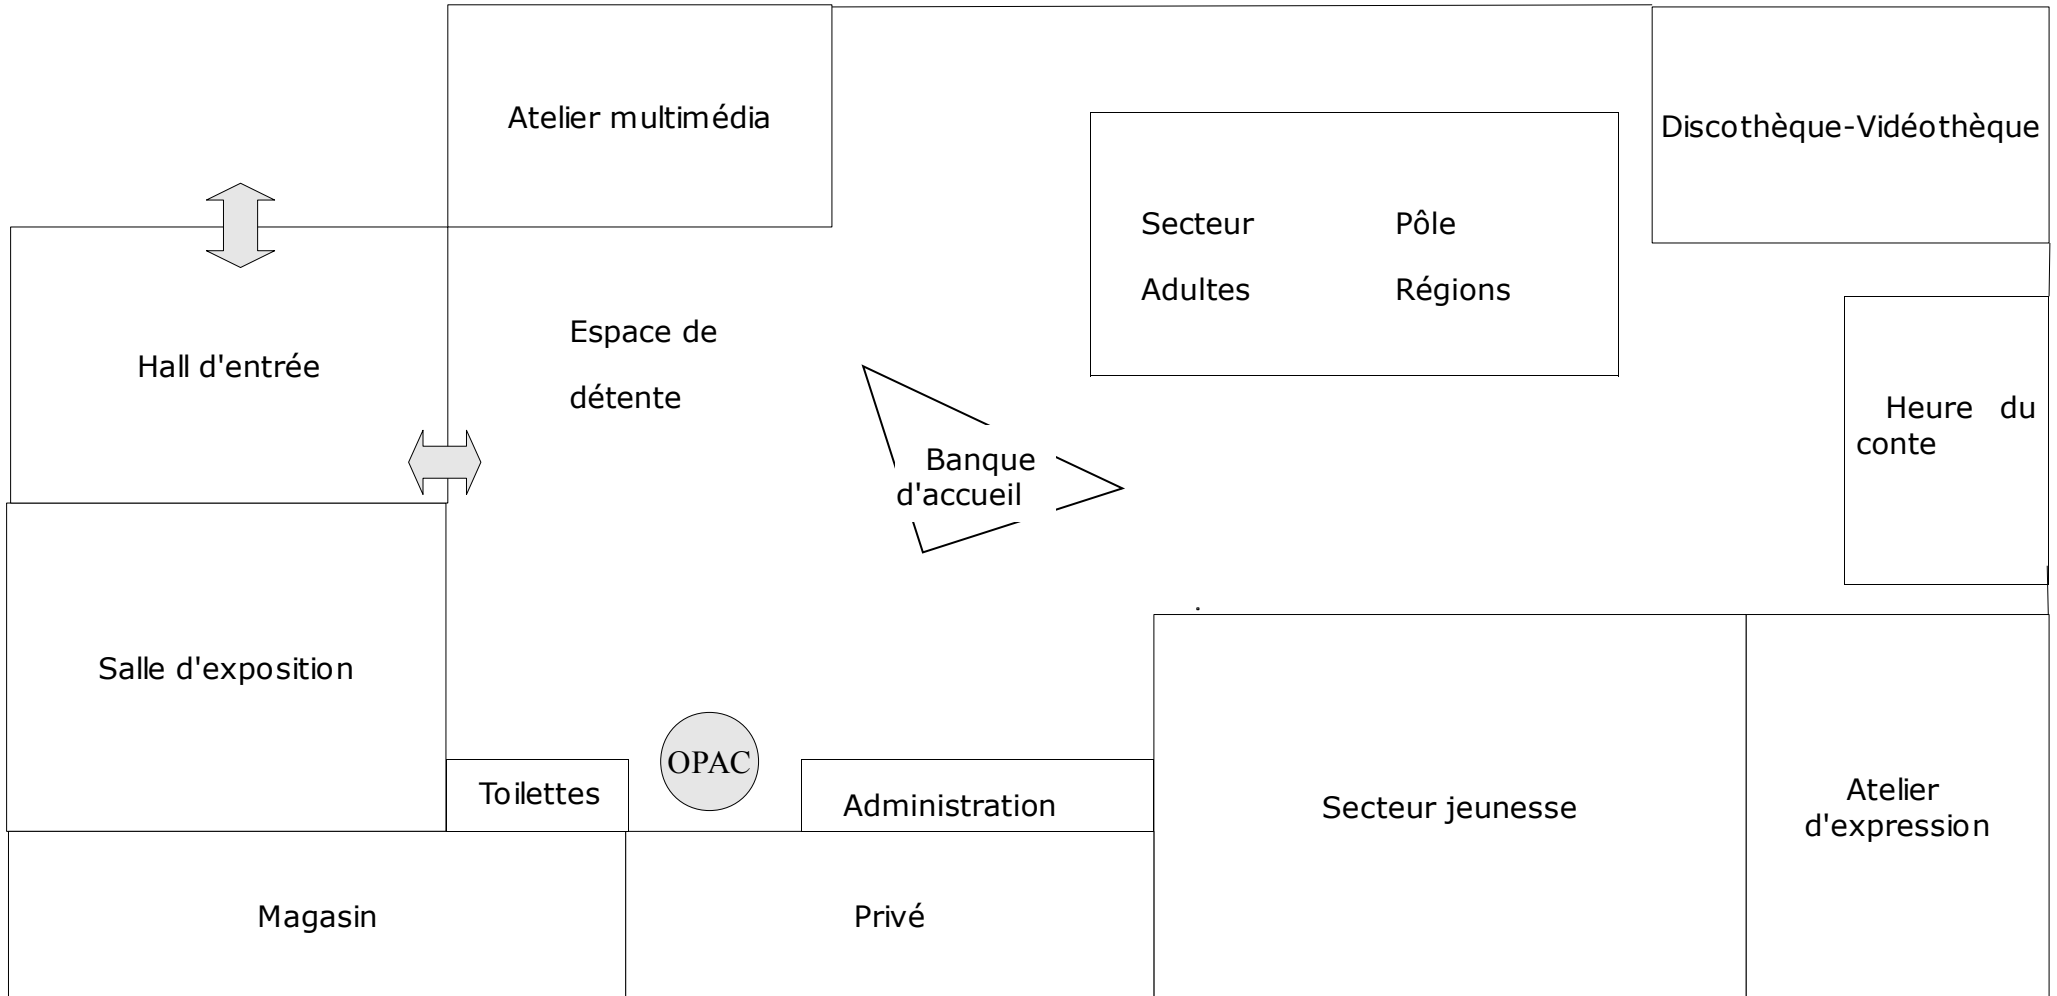 Atelier multimédia
Discothèque-Vidéothèque
Secteur Pôle
Adultes Régions
Espace de
détente
Hall d'entrée
Heure du
conte
Banque
d'accueil
Salle d'exposition
OPAC
Toilettes
Administration
Secteur jeunesse
Atelier
d'expression
Magasin
Privé